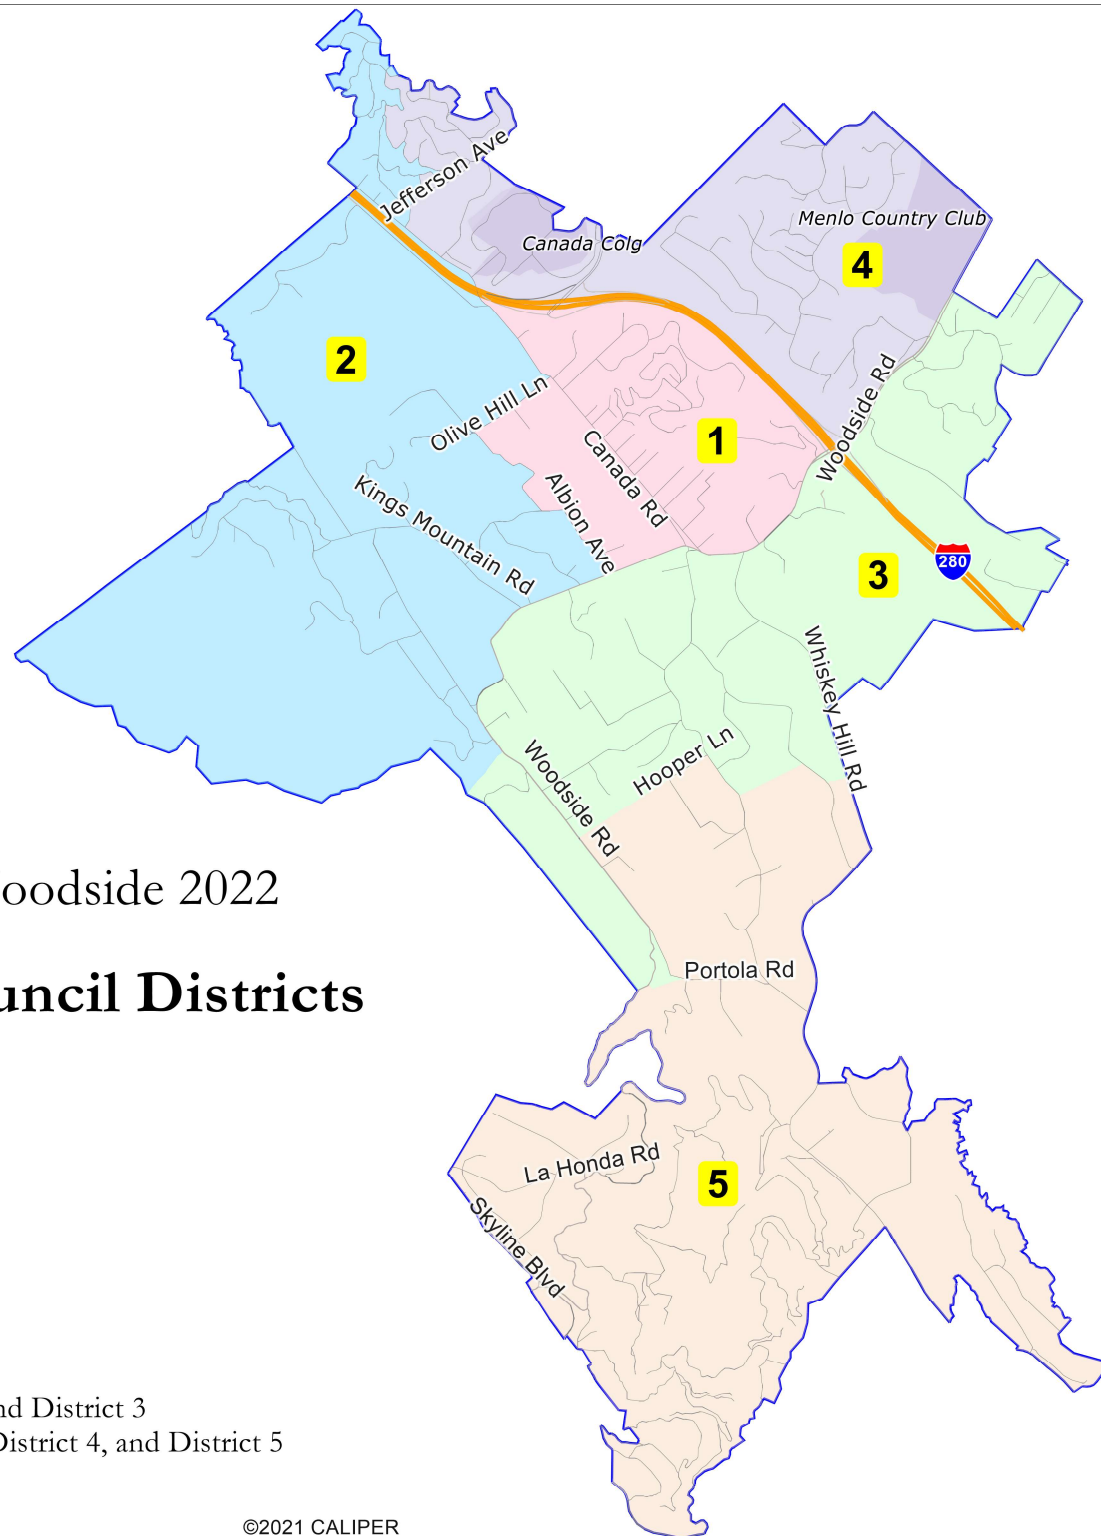 Jefferson Ave
Canada Colg
Menlo Country Club
4
2
Olive Hill Ln
Woodside Rd
1
Canada Rd
Kings Mountain Rd
Albion Ave
280
3
Whiskey Hill Rd
Woodside Rd
Hooper Ln
oodside 2022
uncil Districts
Portola Rd
La Honda Rd
5
Skyline Blvd
nd District 3
District 4, and District 5
©2021 CALIPER